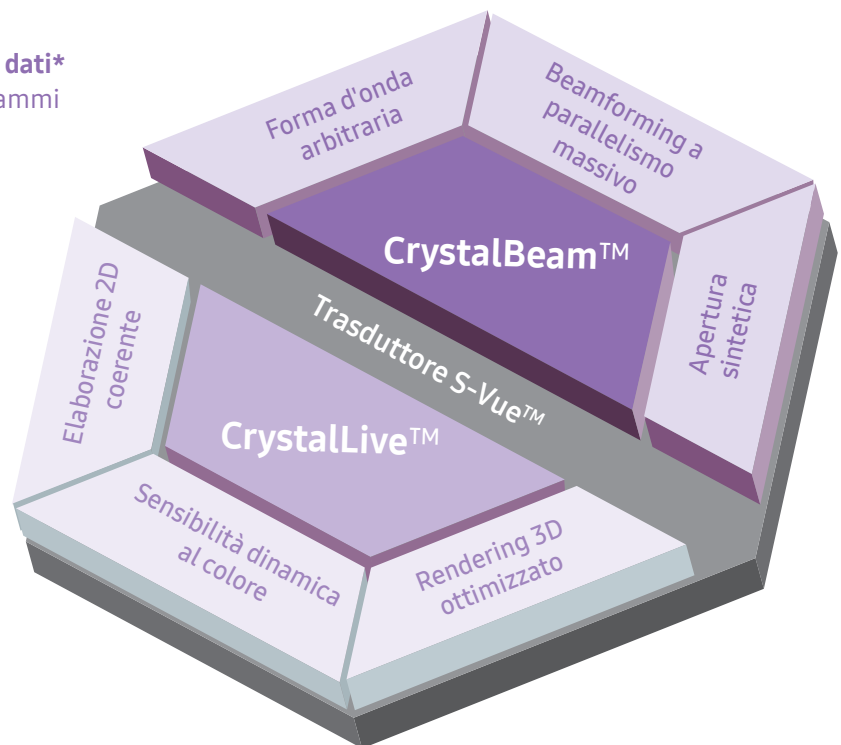 dati*
ammi
Forma d'onda
arbitraria
Beamforming a
parallelismo
massivo
CrystalBeam™
Apertura
sintetica
Trasduttore S-Vue™
Elaborazione 2D
coerente
CrystalLive™
Sensibilità dinamica
al colore
Rendering 3D
ottimizzato